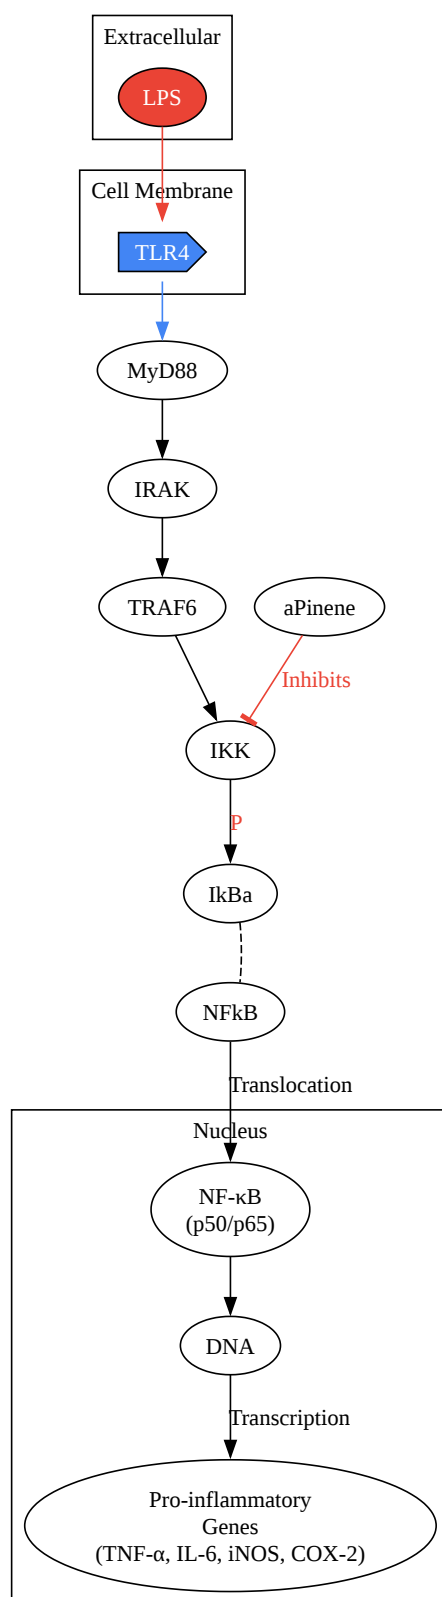 Extracellular
LPS
Cell Membrane
TLR4
MyD88
IRAK
TRAF6
aPinene
Inhibits
IKK
P
IkBa
NFkB
Translocation
Nucleus
NF-κB
(p50/p65)
DNA
Transcription
Pro-inflammatory
Genes
(TNF-α, IL-6, iNOS, COX-2)